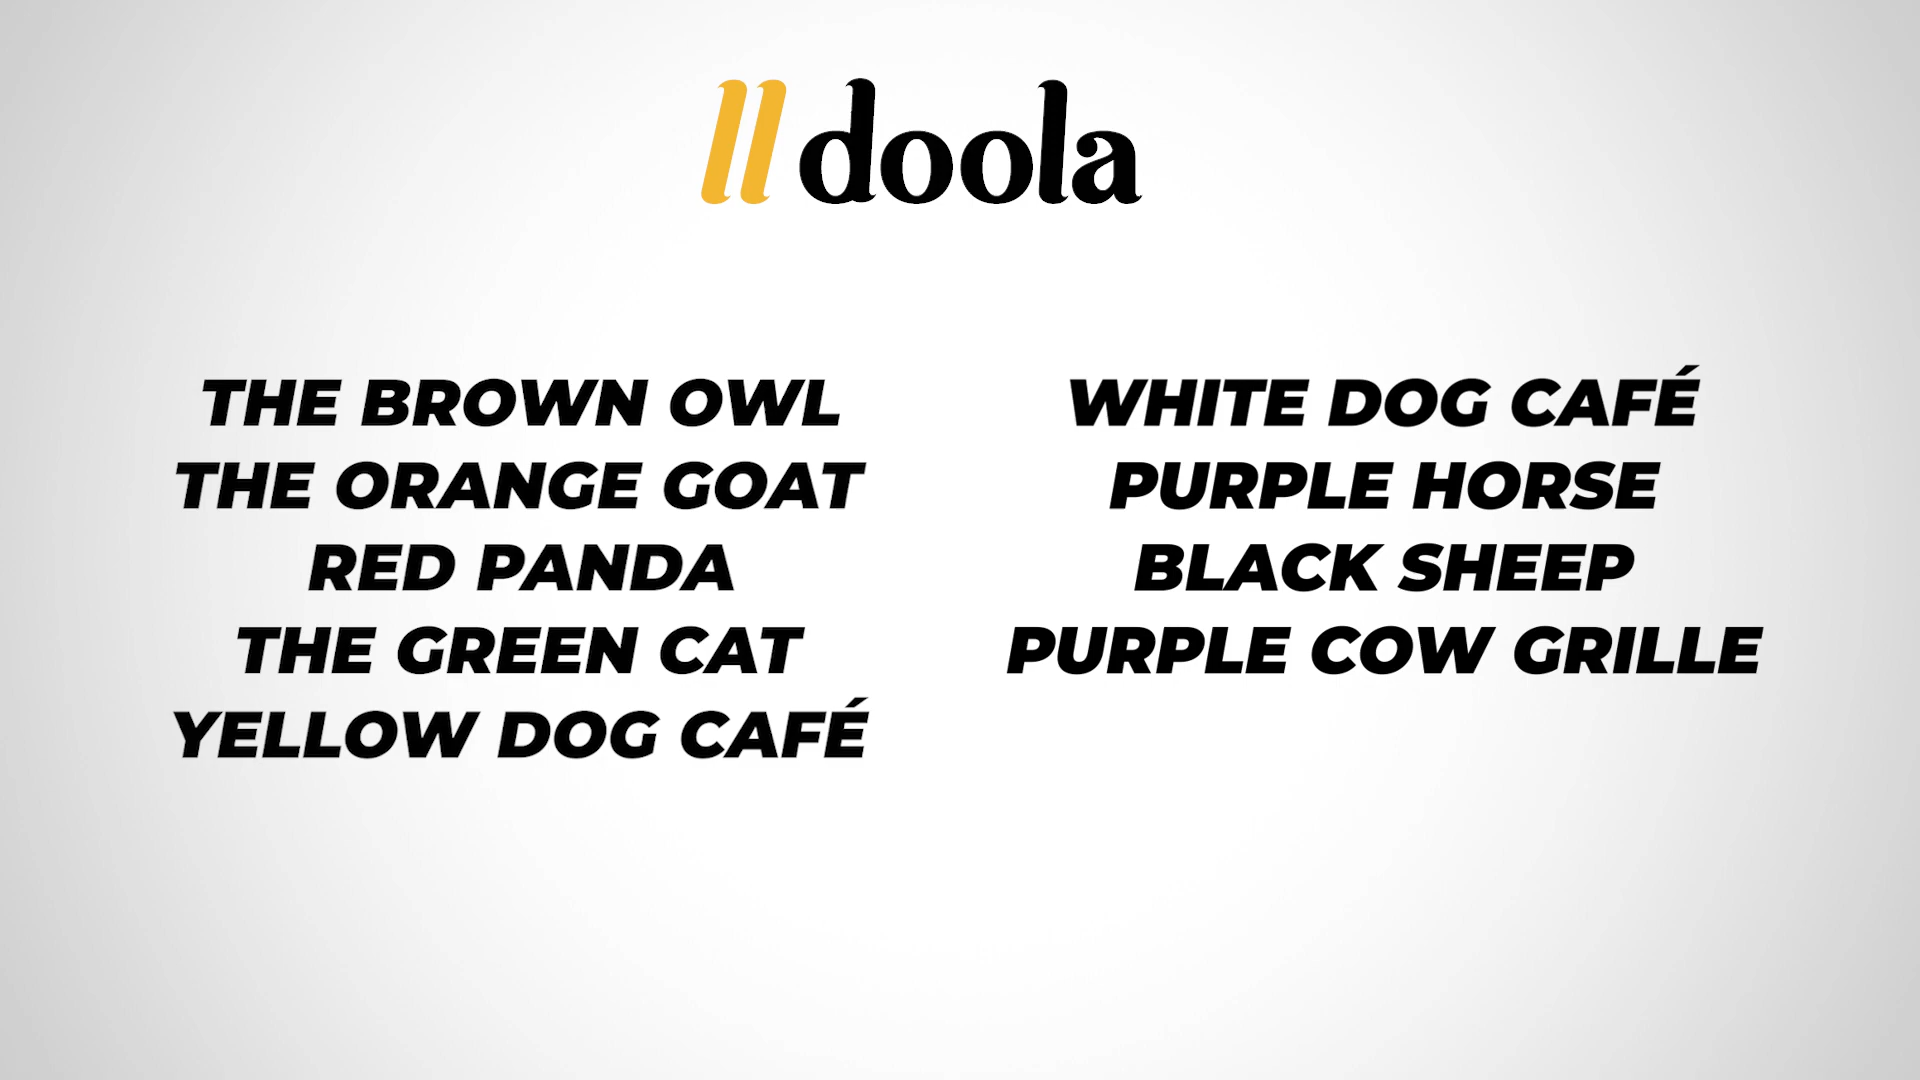 doola
THE BROWN OWL
THE ORANGE GOAT
RED PANDA
THE GREEN CAT
YELLOW DOG CAFÉ
WHITE DOG CAFÉ
PURPLE HORSE
BLACK SHEEP
PURPLE COW GRILLE